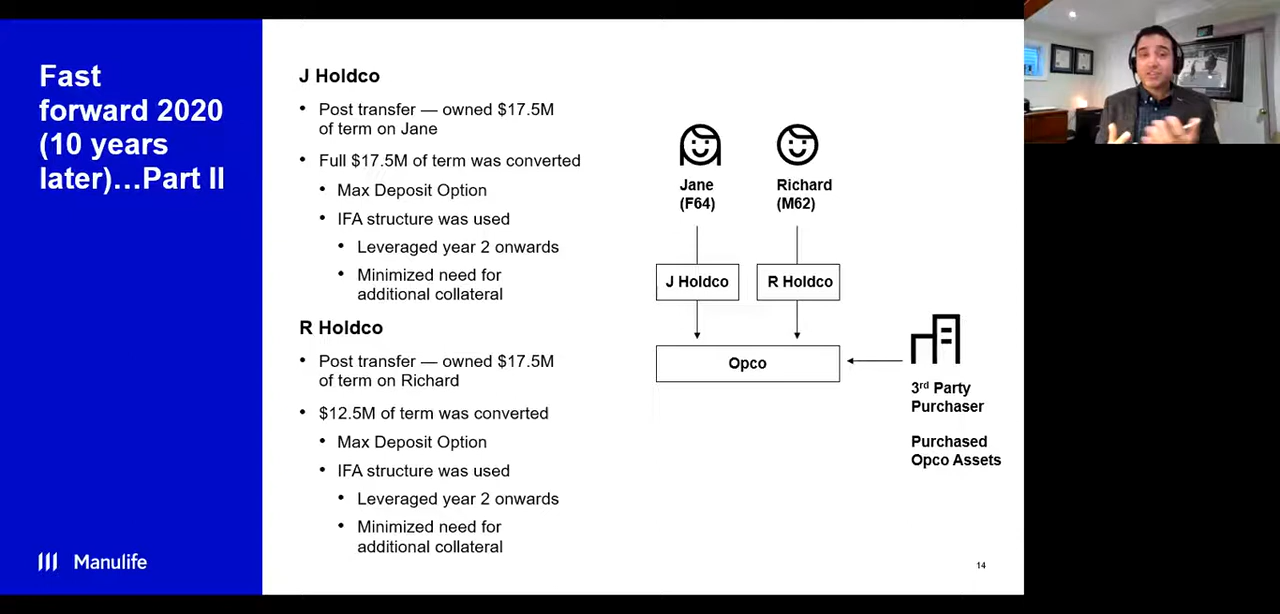 Fast
forward 2020
(10 years
later)…Part II
J Holdco
• Post transfer — owned $17.5M
of term on Jane
• Full $17.5M of term was converted
• Max Deposit Option
• IFA structure was used
• Leveraged year 2 onwards
• Minimized need for
additional collateral
R Holdco
• Post transfer — owned $17.5M
of term on Richard
• $12.5M of term was converted
• Max Deposit Option
• IFA structure was used
• Leveraged year 2 onwards
• Minimized need for
additional collateral
Jane
(F64)
Richard
(M62)
J Holdco
R Holdco
Opco
3rd Party
Purchaser
Purchased
Opco Assets
Manulife
14